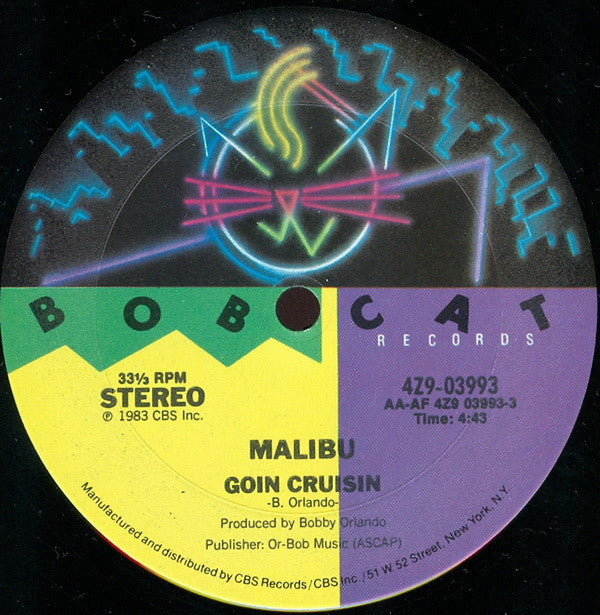 BOBCAT
RECORDS
33⅓ RPM
STEREO
℗ 1983 CBS Inc.
4Z9-03993
AA-AF 4Z9 03993-3
Time: 4:43
MALIBU
GOIN CRUISIN
-B. Orlando-
Produced by Bobby Orlando
Publisher: Or-Bob Music (ASCAP)
Manufactured and distributed by CBS Records/CBS Inc./51 W 52 Street, New York, N.Y.